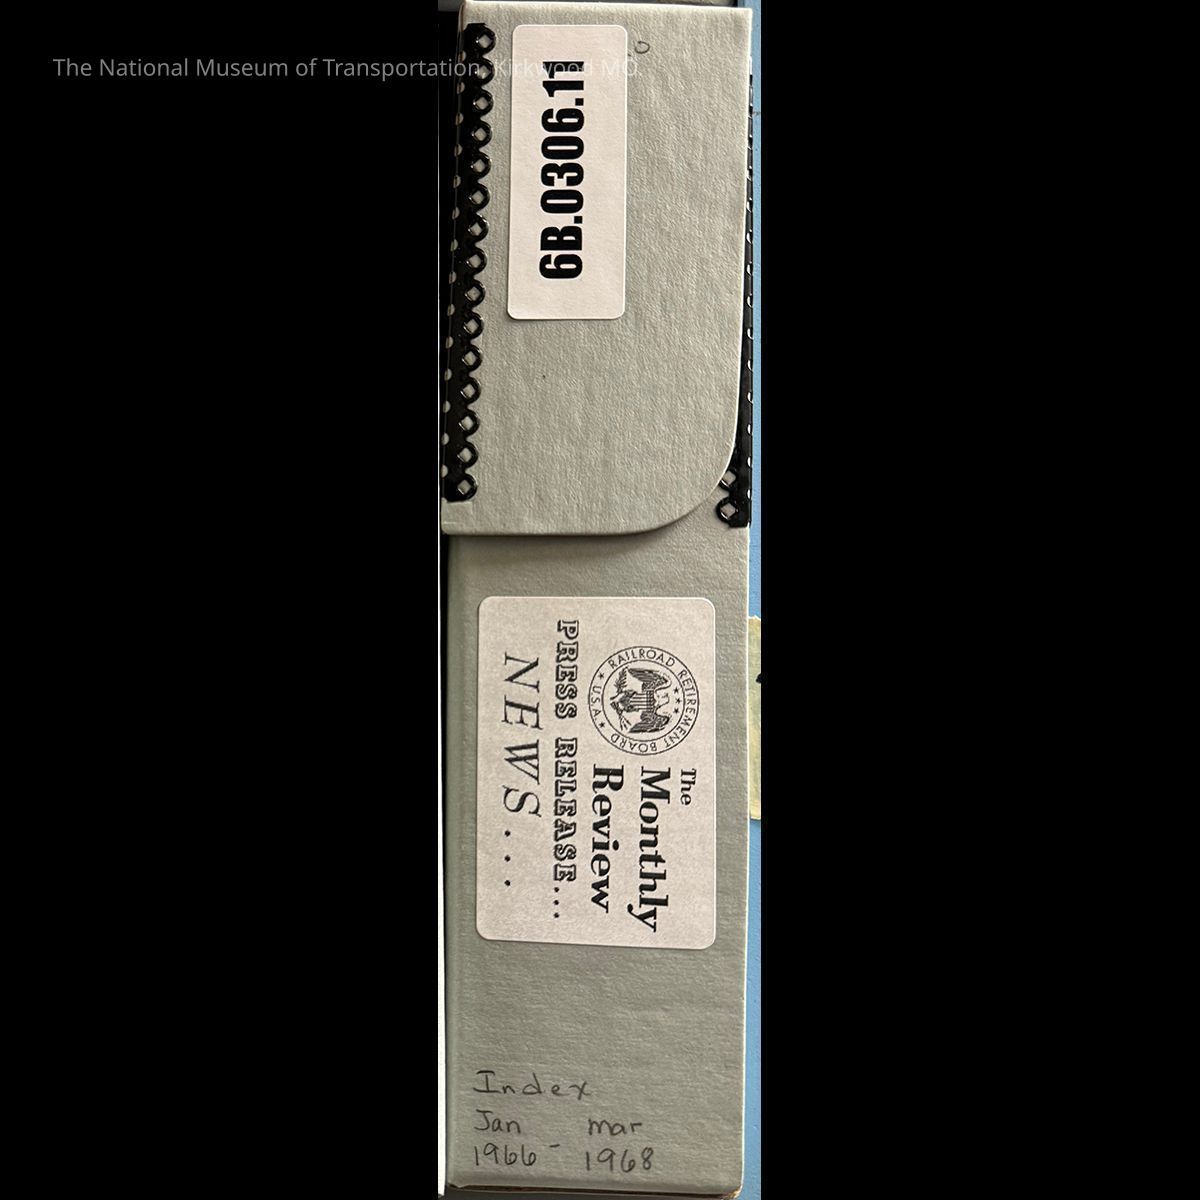 The National Museum of Transportation, Kirkwood MO
6B.0306.11
RAILROAD RETIREMENT BOARD
★ U.S.A. ★
The
Monthly
Review
PRESS RELEASE...
NEWS...
Index
Jan mar
1966 - 1968